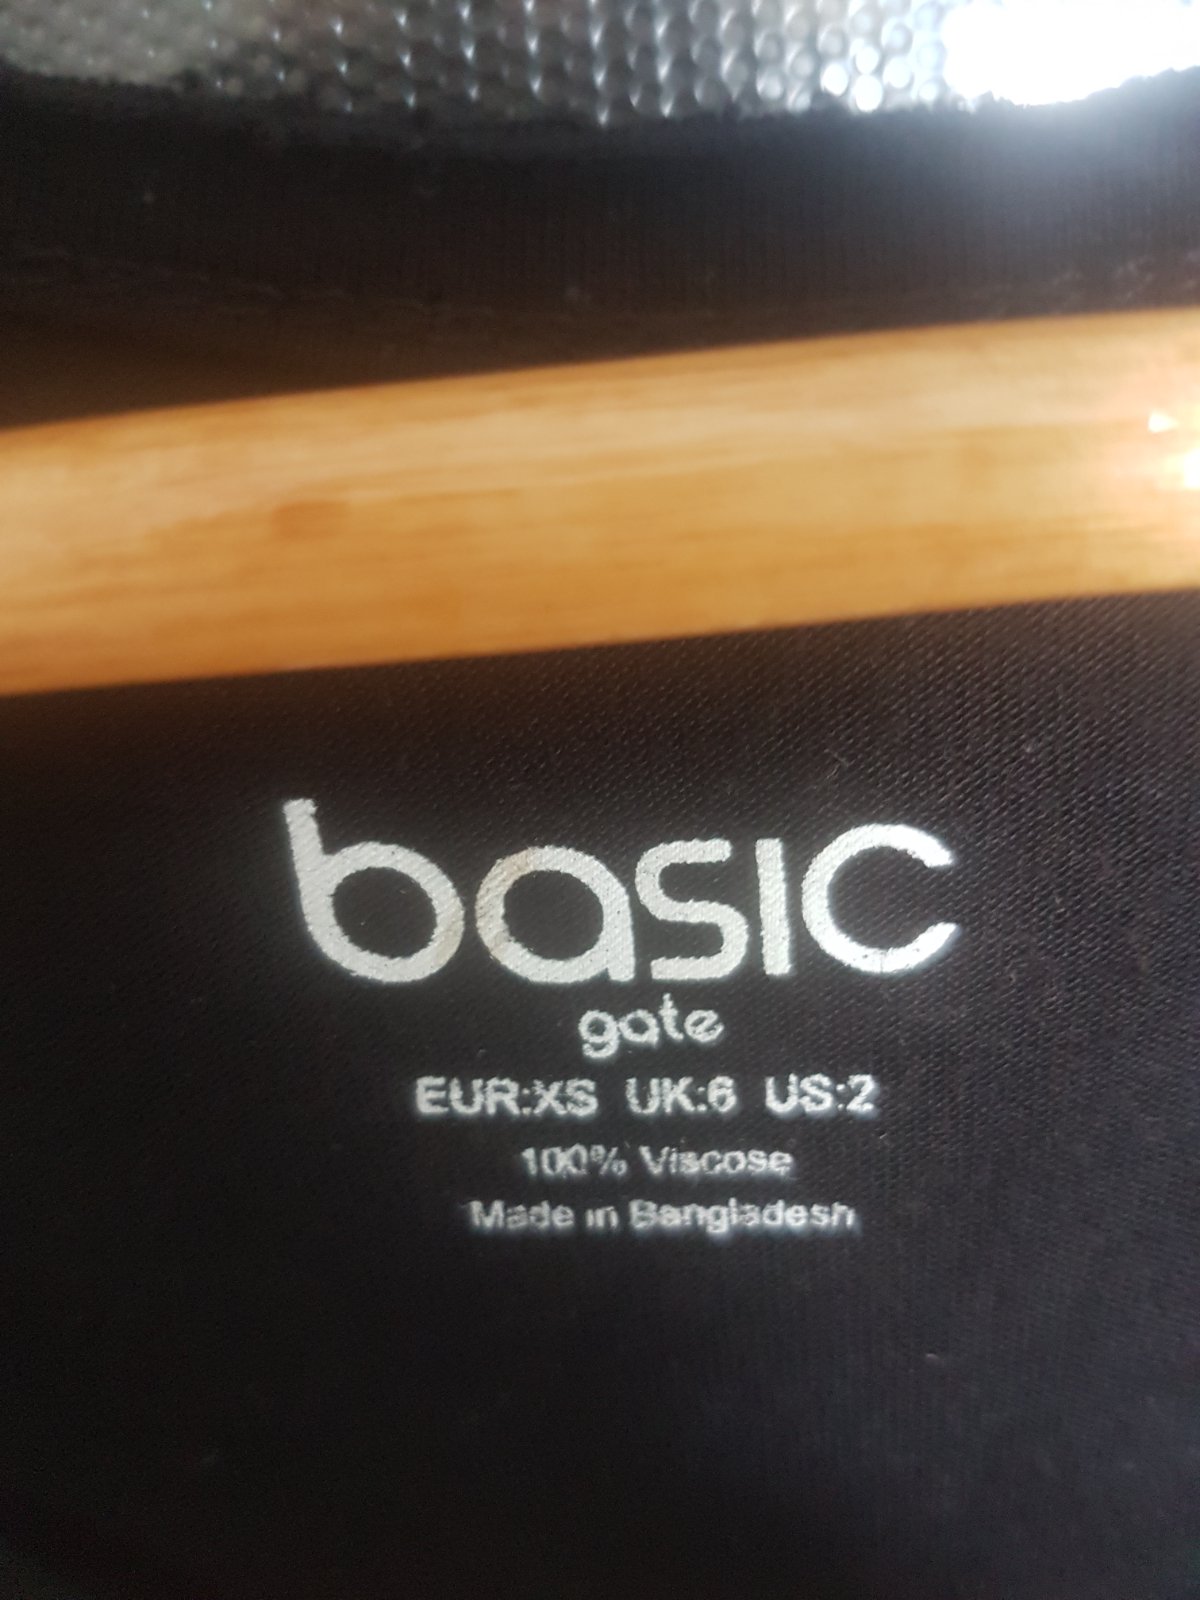 basic
gate
EUR:XS UK:6 US:2
100% Viscose
Made in Bangladesh